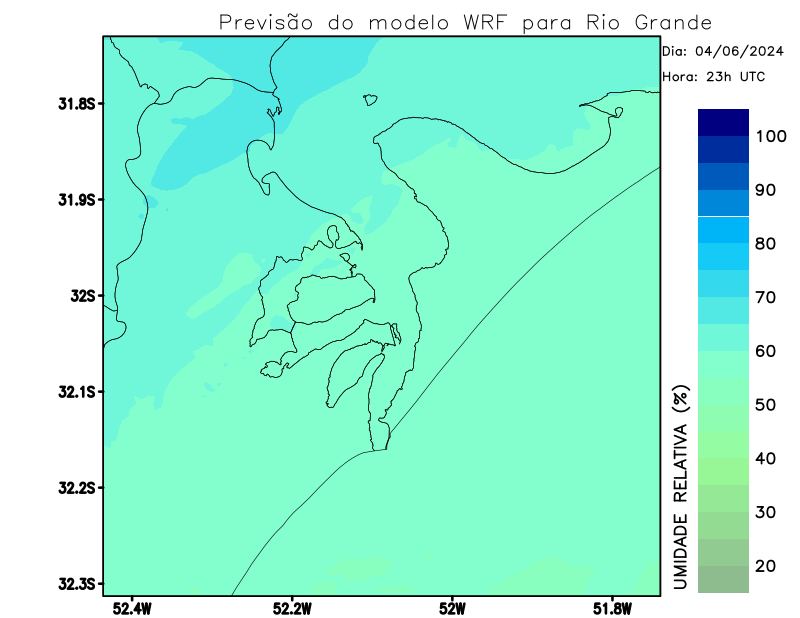 Previsão do modelo WRF para Rio Grande
Dia: 04/06/2024
Hora: 23h UTC
31.8S
31.9S
32S
32.1S
32.2S
32.3S
52.4W
52.2W
52W
51.8W
100
90
80
70
60
50
40
30
20
UMIDADE RELATIVA (%)